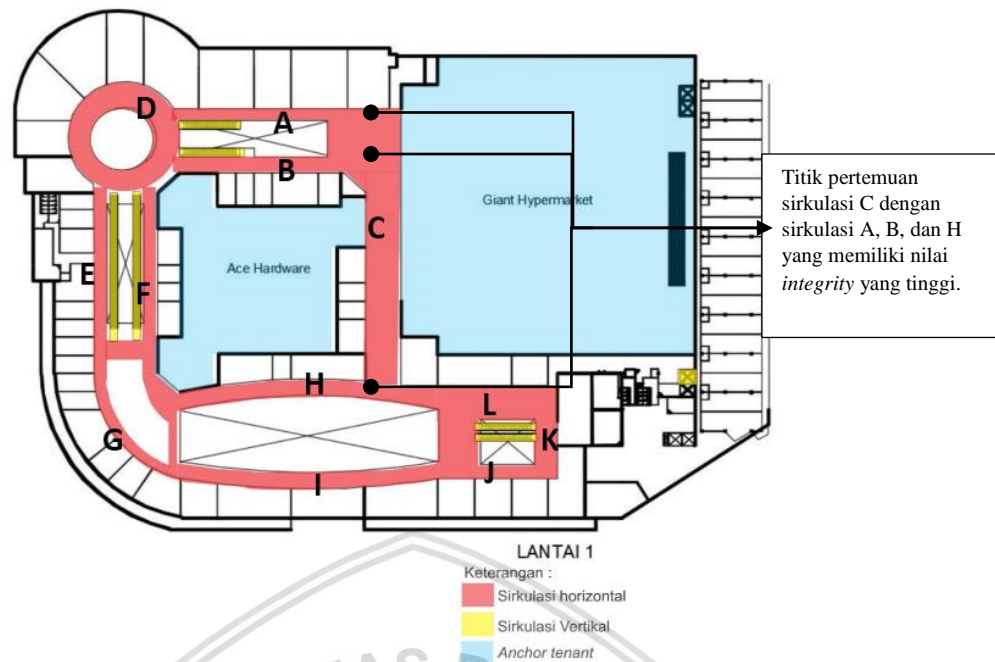 D
A
B
C
Giant Hypermarket
Titik pertemuan
sirkulasi C dengan
sirkulasi A, B, dan H
yang memiliki nilai
integrity yang tinggi.
E
F
Ace Hardware
H
L
K
G
I
J
LANTAI 1
Keterangan :
Sirkulasi horizontal
Sirkulasi Vertikal
Anchor tenant